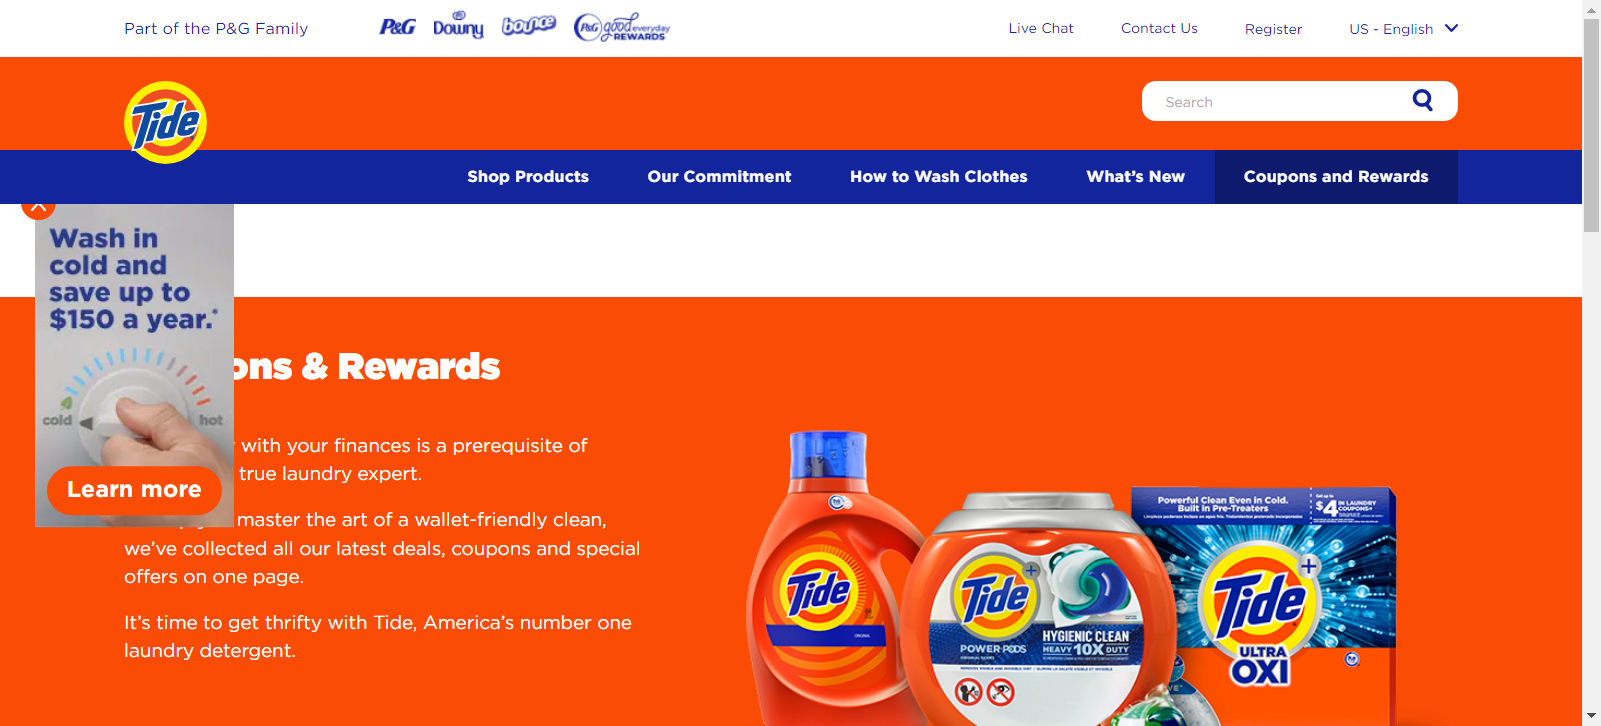 Part of the P&G Family
P&G
Downy
bounce
P&G good everyday
REWARDS
Live Chat
Contact Us
Register
US - English
Tide
Search
Shop Products
Our Commitment
How to Wash Clothes
What's New
Coupons and Rewards
Wash in
cold and
save up to
$150 a year.*
cold
hot
Learn more
ons & Rewards
with your finances is a prerequisite of
true laundry expert.
master the art of a wallet-friendly clean,
we've collected all our latest deals, coupons and special
offers on one page.
It's time to get thrifty with Tide, America's number one
laundry detergent.
Tide
ORIGINAL
Tide+
HYGIENIC CLEAN
HEAVY 10X DUTY
POWER PODS
Powerful Clean Even in Cold.
Built in Pre-Treaters
$4 IN LAUNDRY
COUPONS
Tide+
ULTRA
OXI